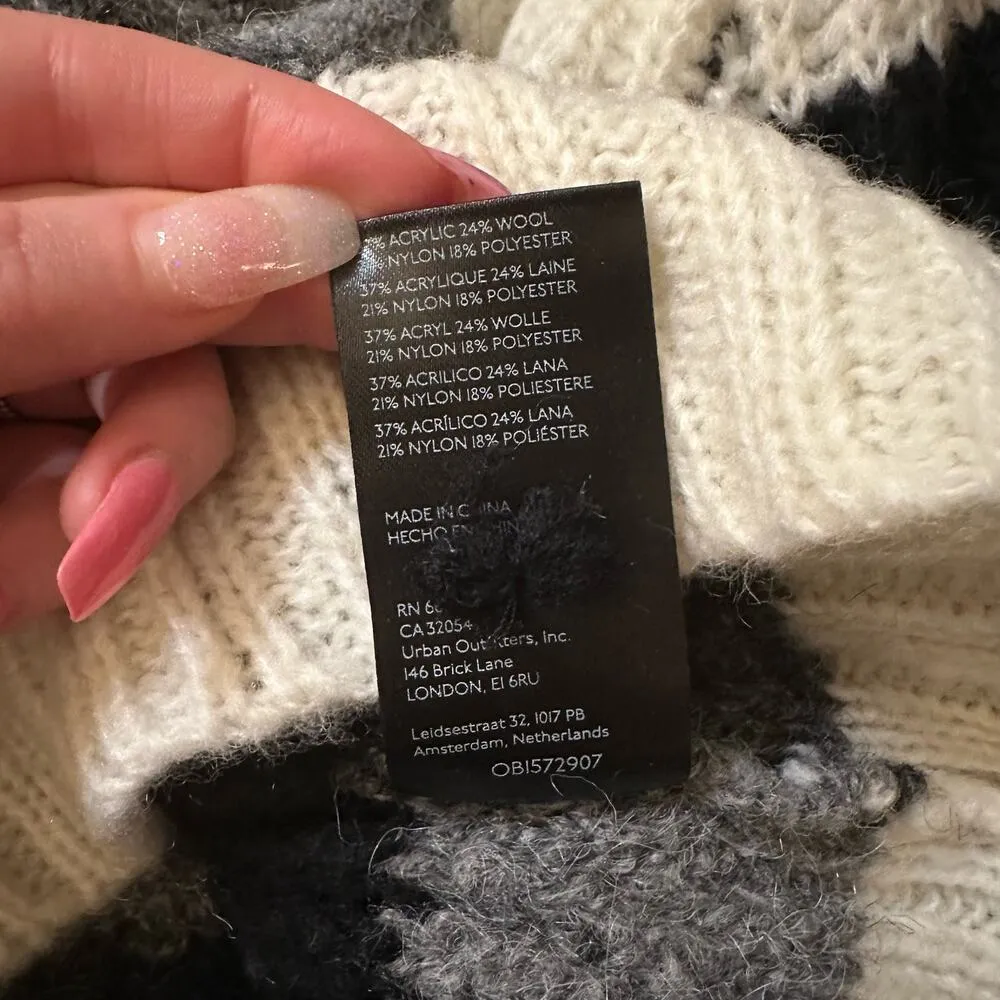 % ACRYLIC 24% WOOL
NYLON 18% POLYESTER
37% ACRYLIQUE 24% LAINE
21% NYLON 18% POLYESTER
37% ACRYL 24% WOLLE
21% NYLON 18% POLYESTER
37% ACRILICO 24% LANA
21% NYLON 18% POLIESTERE
37% ACRÍLICO 24% LANA
21% NYLON 18% POLIÉSTER
MADE IN
HECHO
RN
CA 32054
Urban Outfitters, Inc.
146 Brick Lane
LONDON, E1 6RU
Leidsestraat 32, 1017 PB
Amsterdam, Netherlands
OB1572907